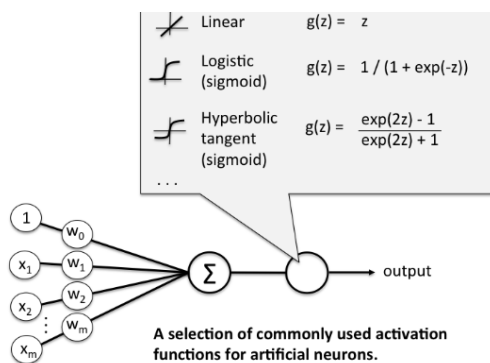 Linear g(z) = z
Logistic g(z) = 1 / (1 + exp(-z))
(sigmoid)
Hyperbolic exp(2z) - 1
tangent g(z) = 
(sigmoid) exp(2z) + 1
...
1 w₀
x₁ w₁ Σ output
x₂ w₂
⋮ wₘ
xₘ
A selection of commonly used activation
functions for artificial neurons.